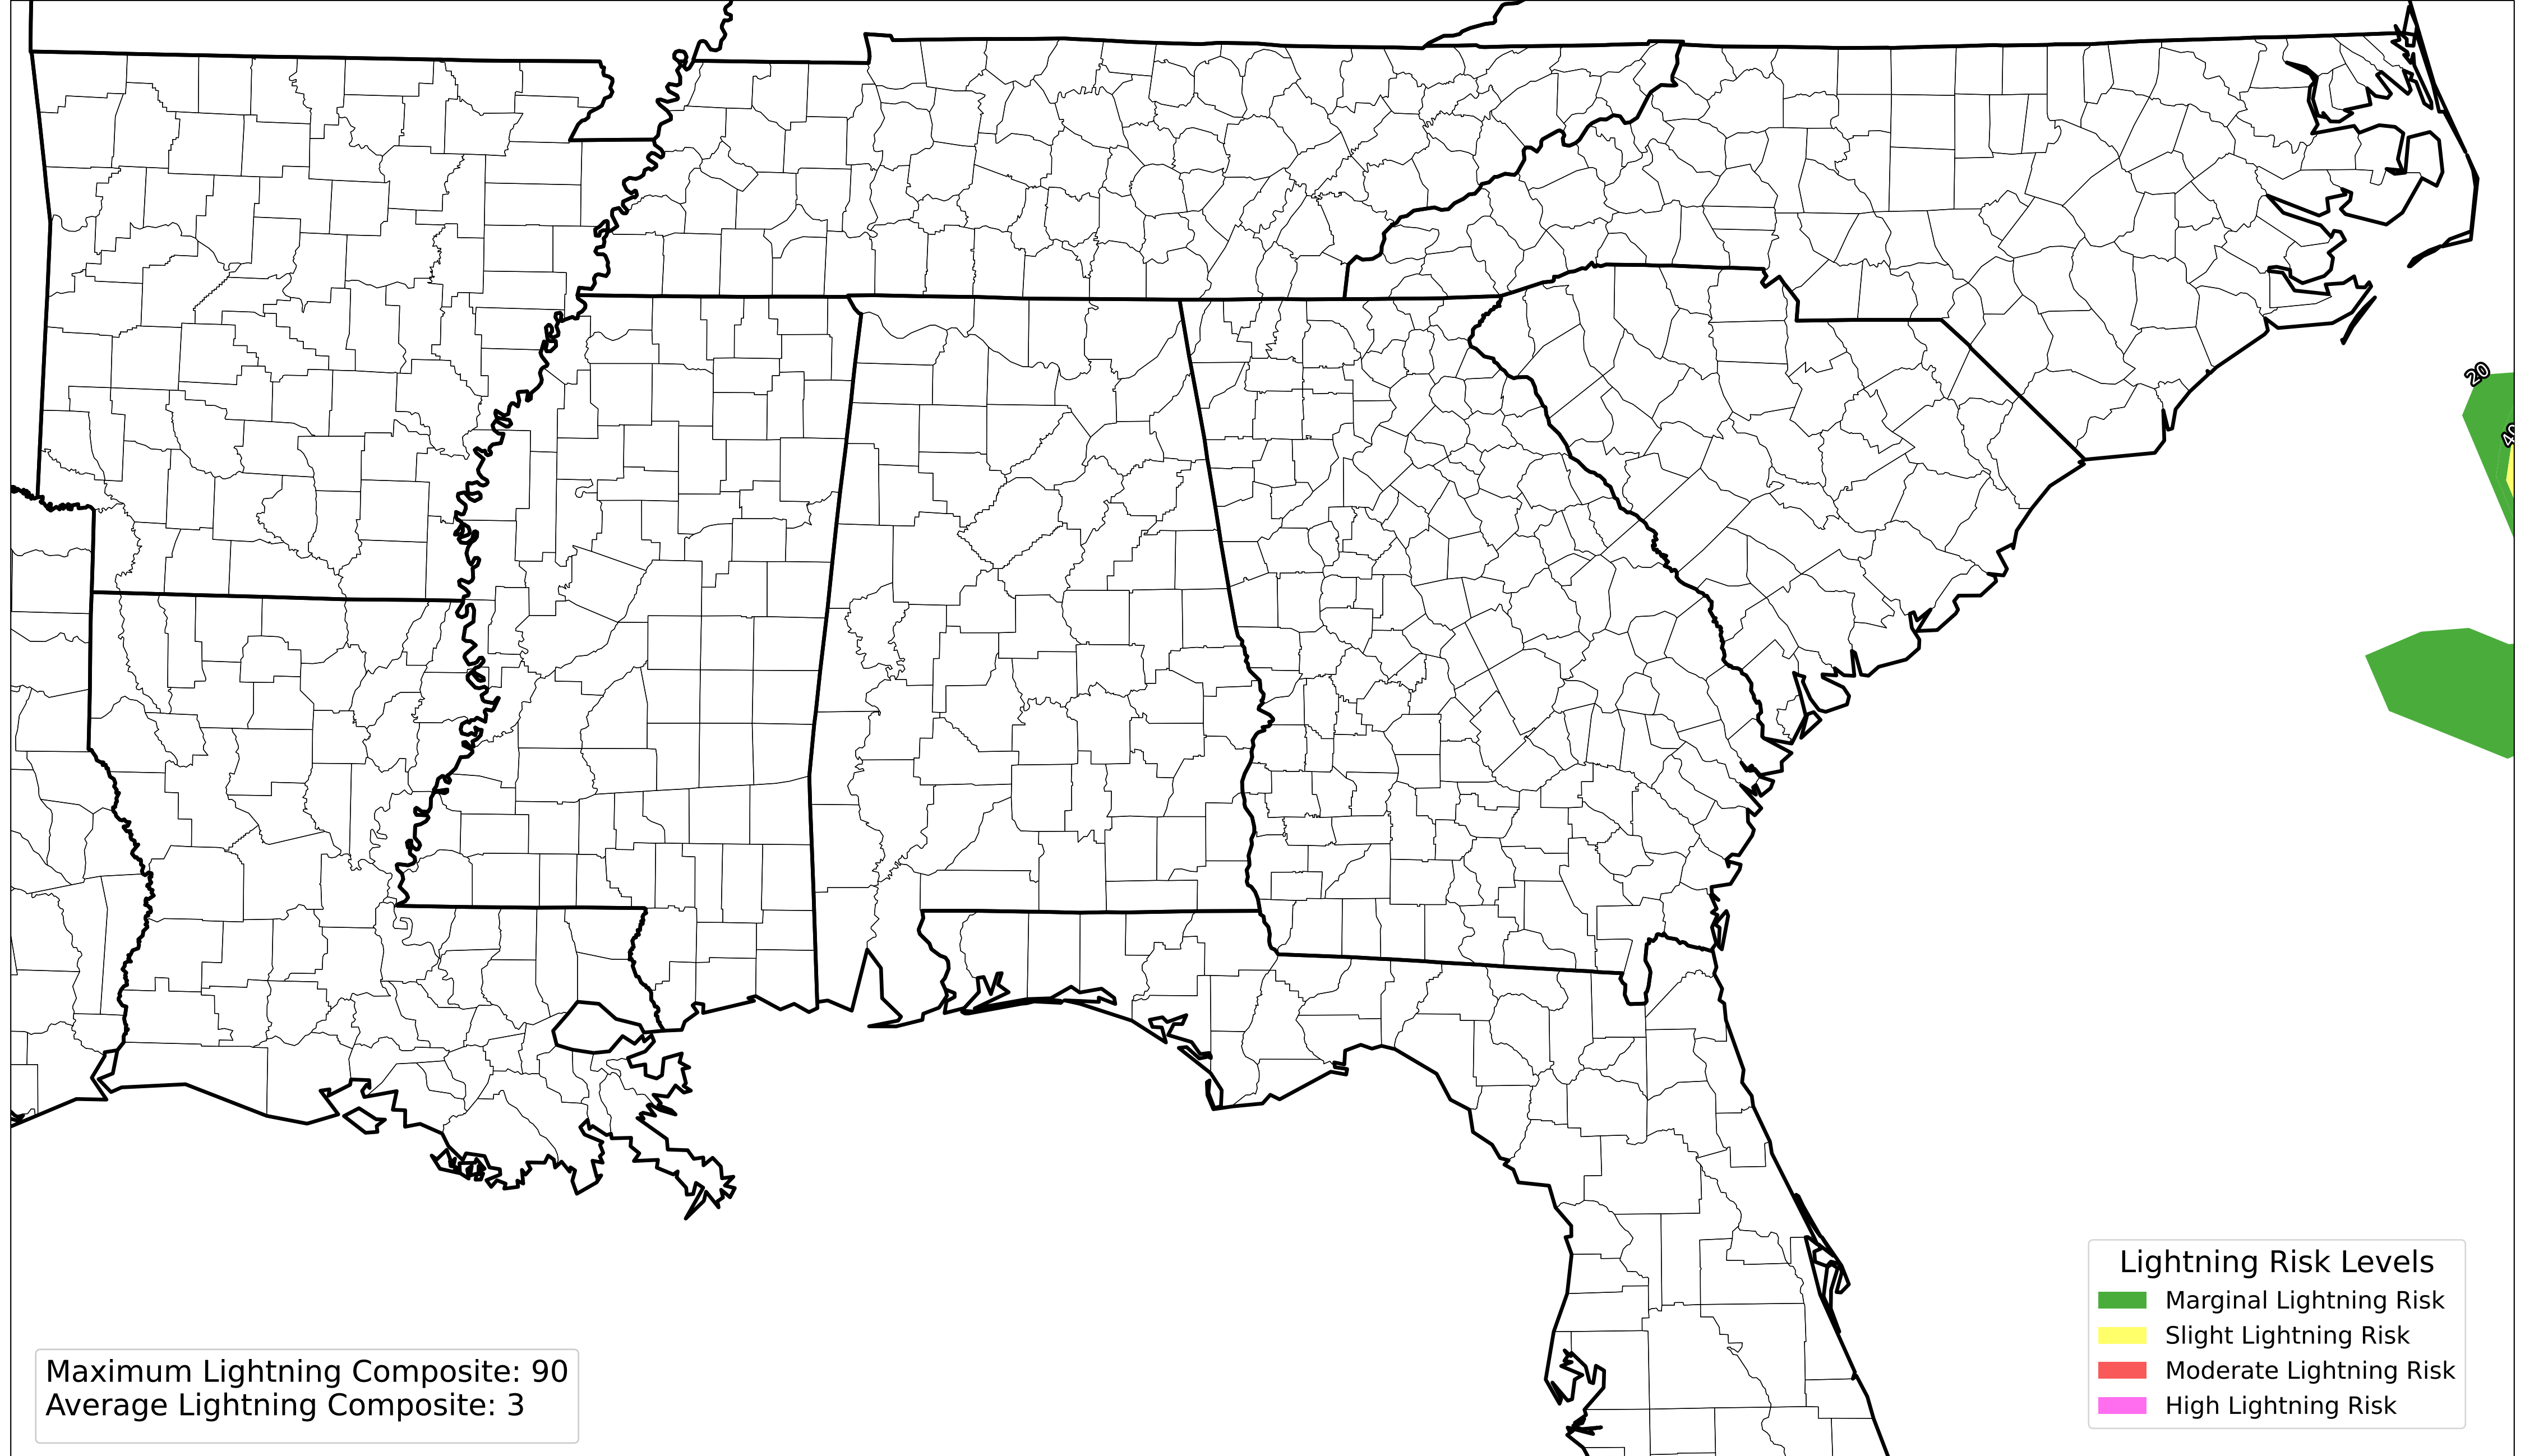 20
40
Lightning Risk Levels
Marginal Lightning Risk
Slight Lightning Risk
Moderate Lightning Risk
High Lightning Risk
Maximum Lightning Composite: 90
Average Lightning Composite: 3